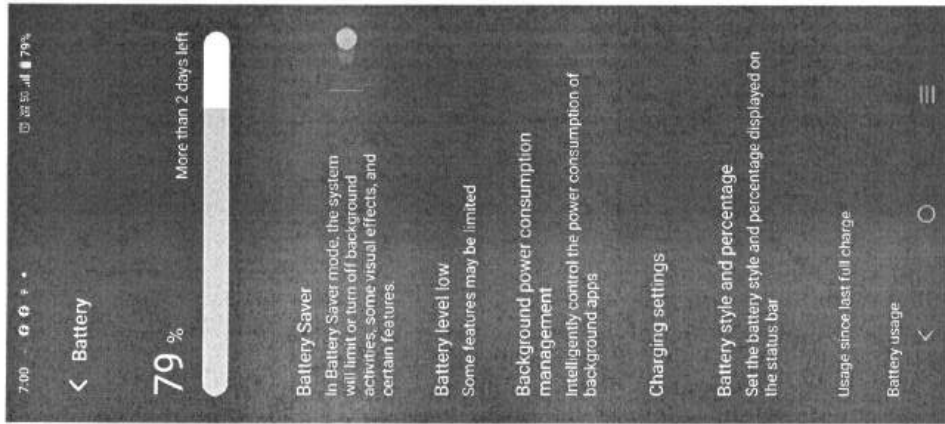 7:00
5G 79%
Battery
79 %
More than 2 days left
Battery Saver
In Battery Saver mode, the system
will limit or turn off background
activities, some visual effects, and
certain features.
Battery level low
Some features may be limited
Background power consumption
management
Intelligently control the power consumption of
background apps
Charging settings
Battery style and percentage
Set the battery style and percentage displayed on
the status bar
Usage since last full charge
Battery usage